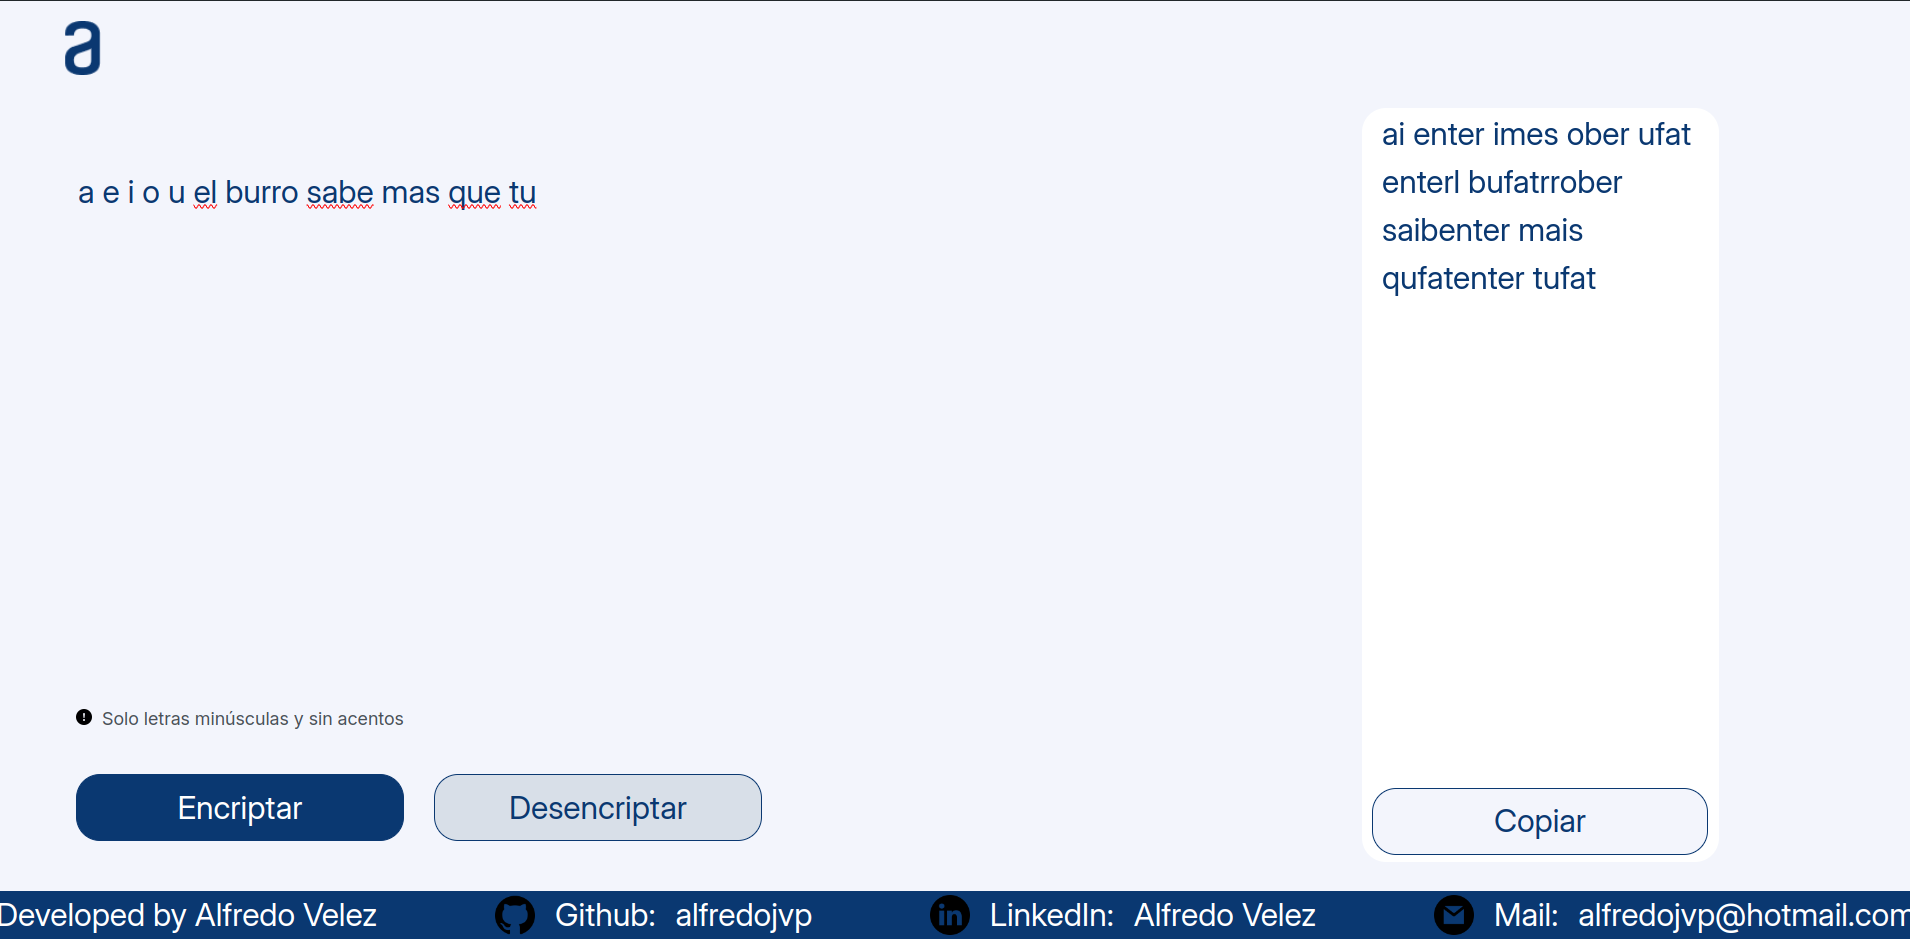 a
a e i o u el burro sabe mas que tu
ai enter imes ober ufat
enterl bufatrrober
saibenter mais
qufatenter tufat
Solo letras minúsculas y sin acentos
Encriptar
Desencriptar
Copiar
Developed by Alfredo Velez
Github: alfredojvp
LinkedIn: Alfredo Velez
Mail: alfredojvp@hotmail.com